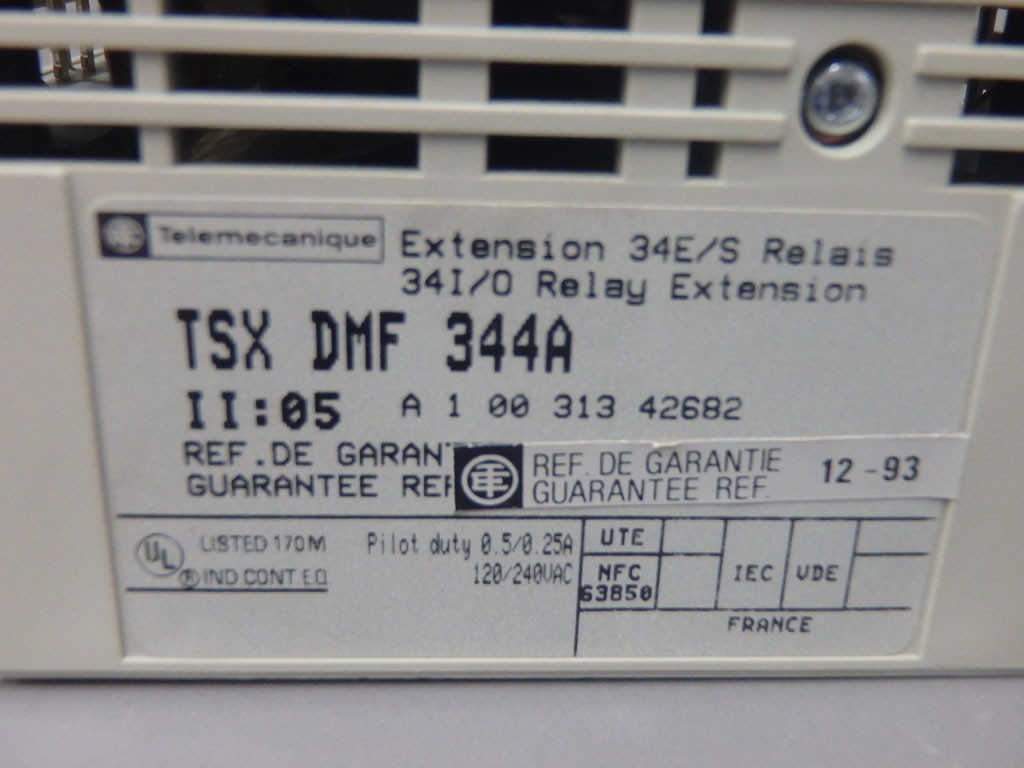 Telemecanique
Extension 34E/S Relais
34I/O Relay Extension
TSX DMF 344A
II:05 A 1 00 313 42682
REF.DE GARAN
GUARANTEE REF
REF. DE GARANTIE
GUARANTEE REF.
12-93
UL LISTED 170M
® IND CONT.EQ
Pilot duty 0.5/0.25A
120/240VAC
UTE
NFC
63850
IEC
VDE
FRANCE